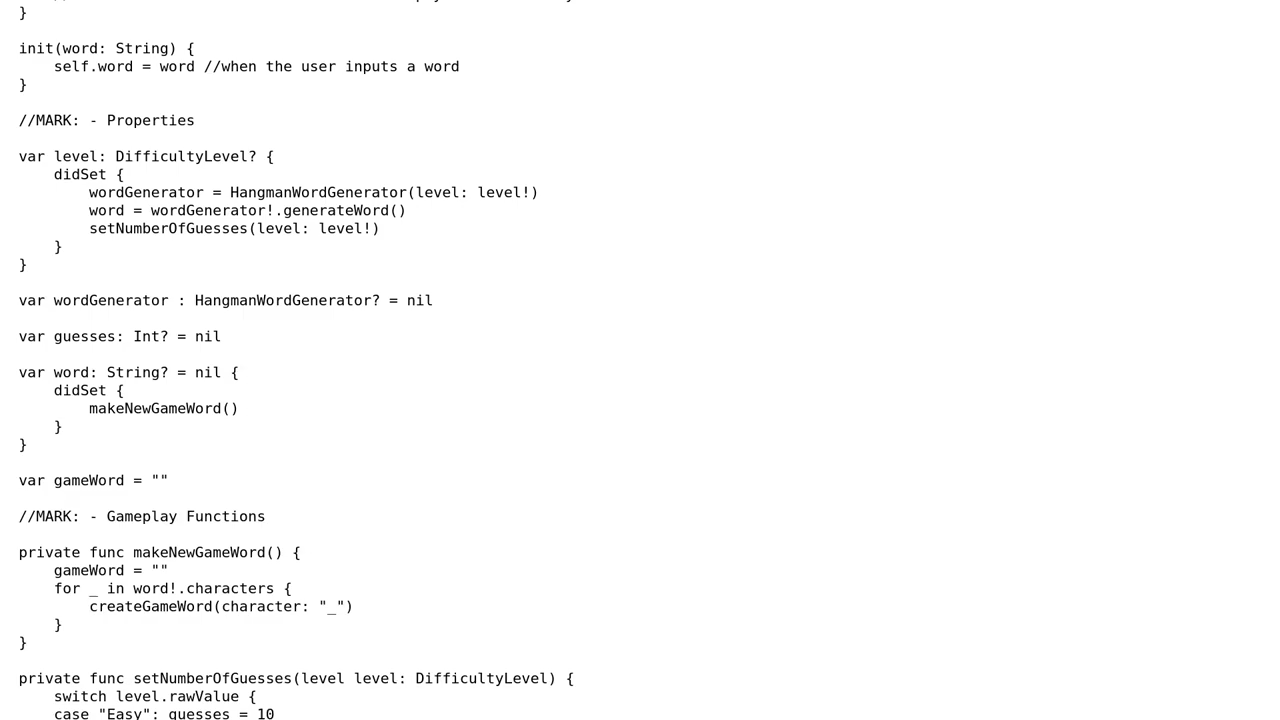 }
init(word: String) {
    self.word = word //when the user inputs a word
}
//MARK: - Properties
var level: DifficultyLevel? {
    didSet {
        wordGenerator = HangmanWordGenerator(level: level!)
        word = wordGenerator!.generateWord()
        setNumberOfGuesses(level: level!)
    }
}
var wordGenerator : HangmanWordGenerator? = nil
var guesses: Int? = nil
var word: String? = nil {
    didSet {
        makeNewGameWord()
    }
}
var gameWord = ""
//MARK: - Gameplay Functions
private func makeNewGameWord() {
    gameWord = ""
    for _ in word!.characters {
        createGameWord(character: "_")
    }
}
private func setNumberOfGuesses(level level: DifficultyLevel) {
    switch level.rawValue {
    case "Easy": guesses = 10